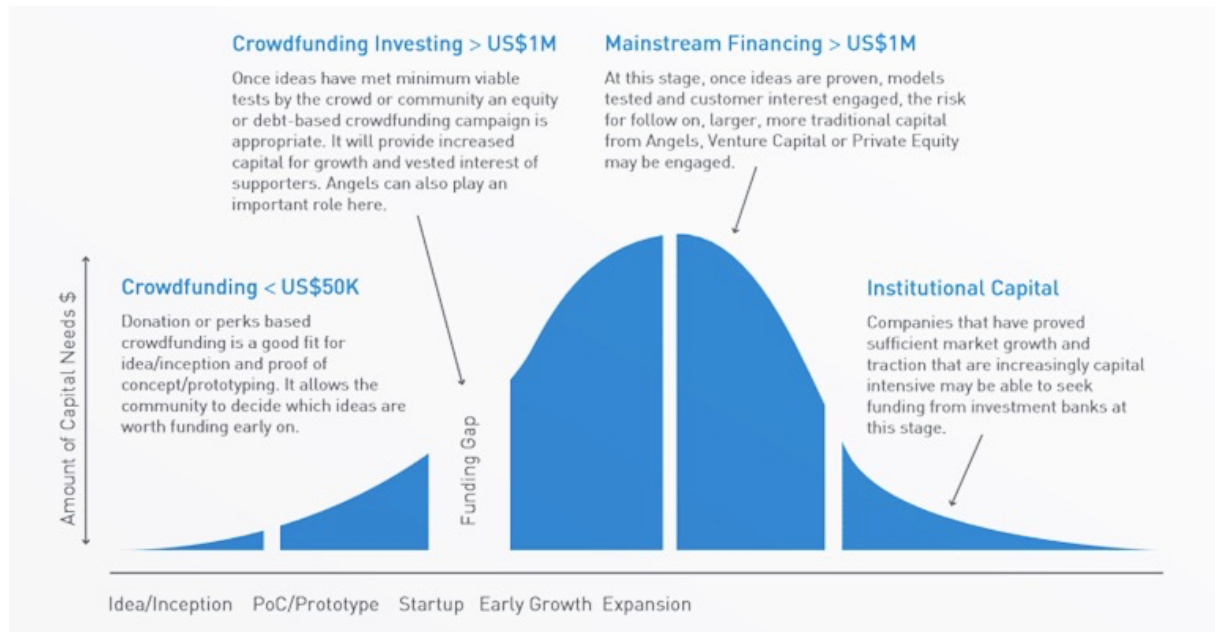 Crowdfunding Investing > US$1M
Once ideas have met minimum viable
tests by the crowd or community an equity
or debt-based crowdfunding campaign is
appropriate. It will provide increased
capital for growth and vested interest of
supporters. Angels can also play an
important role here.
Mainstream Financing > US$1M
At this stage, once ideas are proven, models
tested and customer interest engaged, the risk
for follow on, larger, more traditional capital
from Angels, Venture Capital or Private Equity
may be engaged.
Crowdfunding < US$50K
Donation or perks based
crowdfunding is a good fit for
idea/inception and proof of
concept/prototyping. It allows the
community to decide which ideas are
worth funding early on.
Institutional Capital
Companies that have proved
sufficient market growth and
traction that are increasingly capital
intensive may be able to seek
funding from investment banks at
this stage.
Amount of Capital Needs $
Funding Gap
Idea/Inception PoC/Prototype Startup Early Growth Expansion